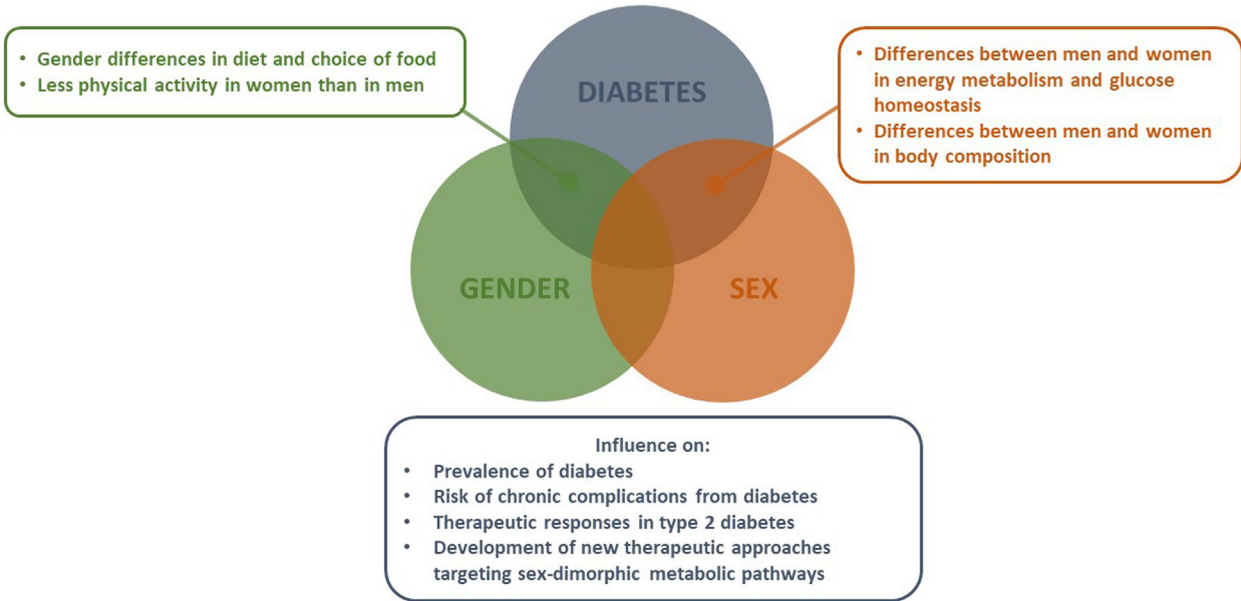 • Gender differences in diet and choice of food
• Less physical activity in women than in men
DIABETES
• Differences between men and women
in energy metabolism and glucose
homeostasis
• Differences between men and women
in body composition
GENDER
SEX
Influence on:
• Prevalence of diabetes
• Risk of chronic complications from diabetes
• Therapeutic responses in type 2 diabetes
• Development of new therapeutic approaches
targeting sex-dimorphic metabolic pathways